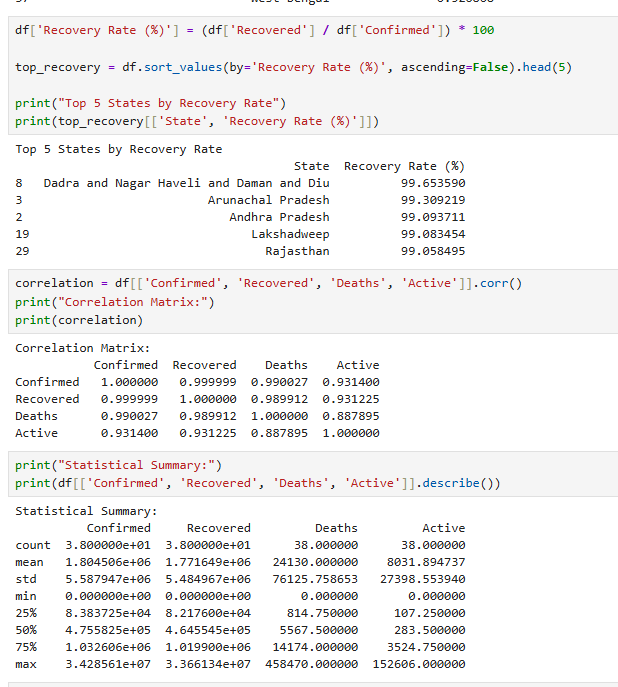 df['Recovery Rate (%)'] = (df['Recovered'] / df['Confirmed']) * 100
top_recovery = df.sort_values(by='Recovery Rate (%)', ascending=False).head(5)
print("Top 5 States by Recovery Rate")
print(top_recovery[['State', 'Recovery Rate (%)']])
Top 5 States by Recovery Rate
State Recovery Rate (%)
8 Dadra and Nagar Haveli and Daman and Diu 99.653590
3 Arunachal Pradesh 99.309219
2 Andhra Pradesh 99.093711
19 Lakshadweep 99.083454
29 Rajasthan 99.058495
correlation = df[['Confirmed', 'Recovered', 'Deaths', 'Active']].corr()
print("Correlation Matrix:")
print(correlation)
Correlation Matrix:
Confirmed Recovered Deaths Active
Confirmed 1.000000 0.999999 0.990027 0.931400
Recovered 0.999999 1.000000 0.989912 0.931225
Deaths 0.990027 0.989912 1.000000 0.887895
Active 0.931400 0.931225 0.887895 1.000000
print("Statistical Summary:")
print(df[['Confirmed', 'Recovered', 'Deaths', 'Active']].describe())
Statistical Summary:
Confirmed Recovered Deaths Active
count 3.800000e+01 3.800000e+01 38.000000 38.000000
mean 1.804506e+06 1.771649e+06 24130.000000 8031.894737
std 5.587947e+06 5.484967e+06 76125.758653 27398.553940
min 0.000000e+00 0.000000e+00 0.000000 0.000000
25% 8.383725e+04 8.217600e+04 814.750000 107.250000
50% 4.755825e+05 4.645545e+05 5567.500000 283.500000
75% 1.032606e+06 1.019900e+06 14174.000000 3524.750000
max 3.428561e+07 3.366134e+07 458470.000000 152606.000000